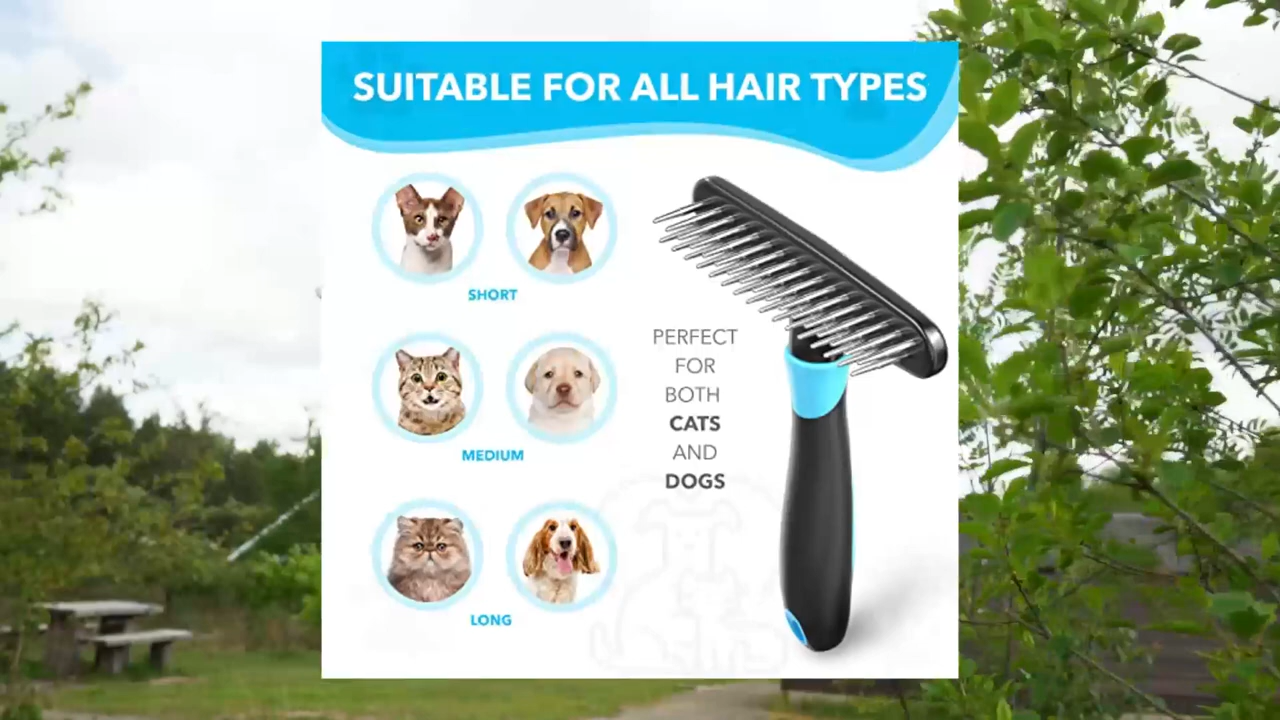 SUITABLE FOR ALL HAIR TYPES
SHORT
MEDIUM
LONG
PERFECT
FOR
BOTH
CATS
AND
DOGS